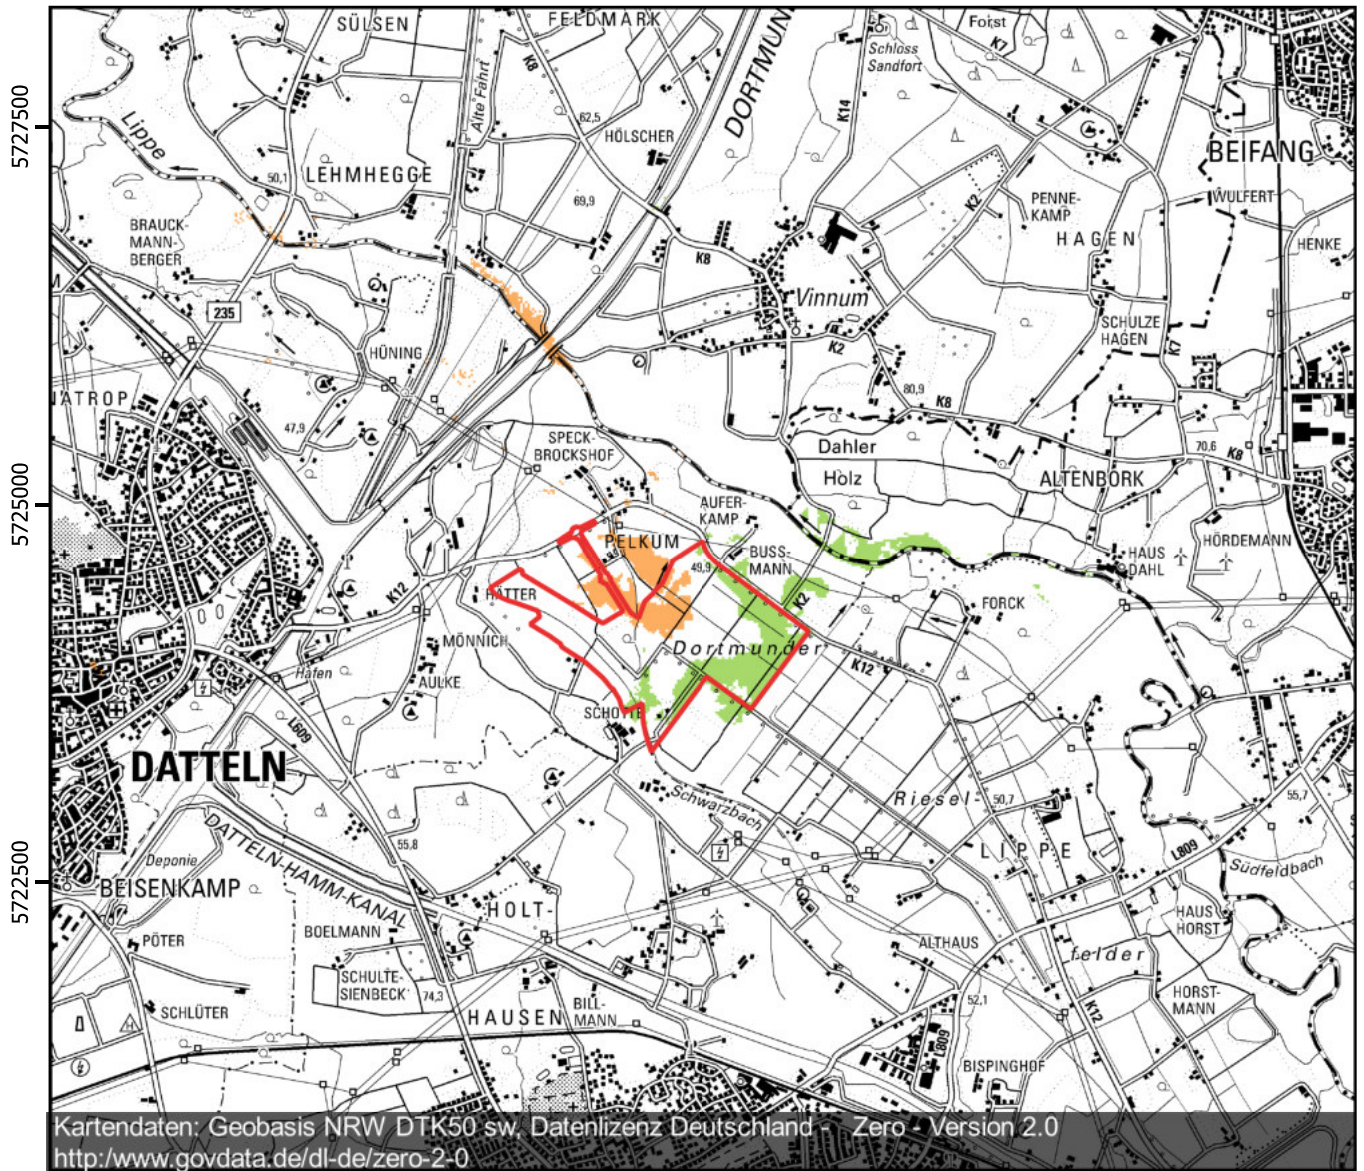 SÜLSEN
FELDMARK
Forst
K7
K8
Schloss
Sandfort
Alte Fahrt
DORTMUN
K14
5727500
Lippe
62,5
HÖLSCHER
BEIFANG
50,1
LEHMHEGGE
K2
PENNE-
KAMP
WULFERT
69,9
BRAUCK-
MANN-
BERGER
HAGEN
HENKE
K8
235
Vinnum
SCHULZE
HAGEN
K7
HÜNING
K2
NATROP
80,9
K8
47,9
SPECK-
BROCKSHOF
Dahler
Holz
70,6
K8
ALTENBORK
5725000
AUFER-
KAMP
PELKUM
BUSS-
MANN
49,9
HAUS
DAHL
HÖRDEMANN
K12
HÄTTER
K2
FORCK
MÖNNICH
Dortmunder
K12
Häfen
AULKE
SCHOTTE
L609
DATTELN
Schwarzbach
Riesel-
50,7
55,7
DATTELN-HAMM-KANAL
55,8
LIPPE
L809
Deponie
Südfeldbach
5722500
BEISENKAMP
HOLT-
HAUS
HORST
PÖTER
BOELMANN
ALTHAUS
felder
SCHULTE-
SIENBECK
74,3
52,1
HORST-
MANN
SCHLÜTER
HAUSEN
BILL-
MANN
K12
L809
BISPINGHOF
Kartendaten: Geobasis NRW DTK50 sw, Datenlizenz Deutschland - Zero - Version 2.0
http:/www.govdata.de/dl-de/zero-2-0